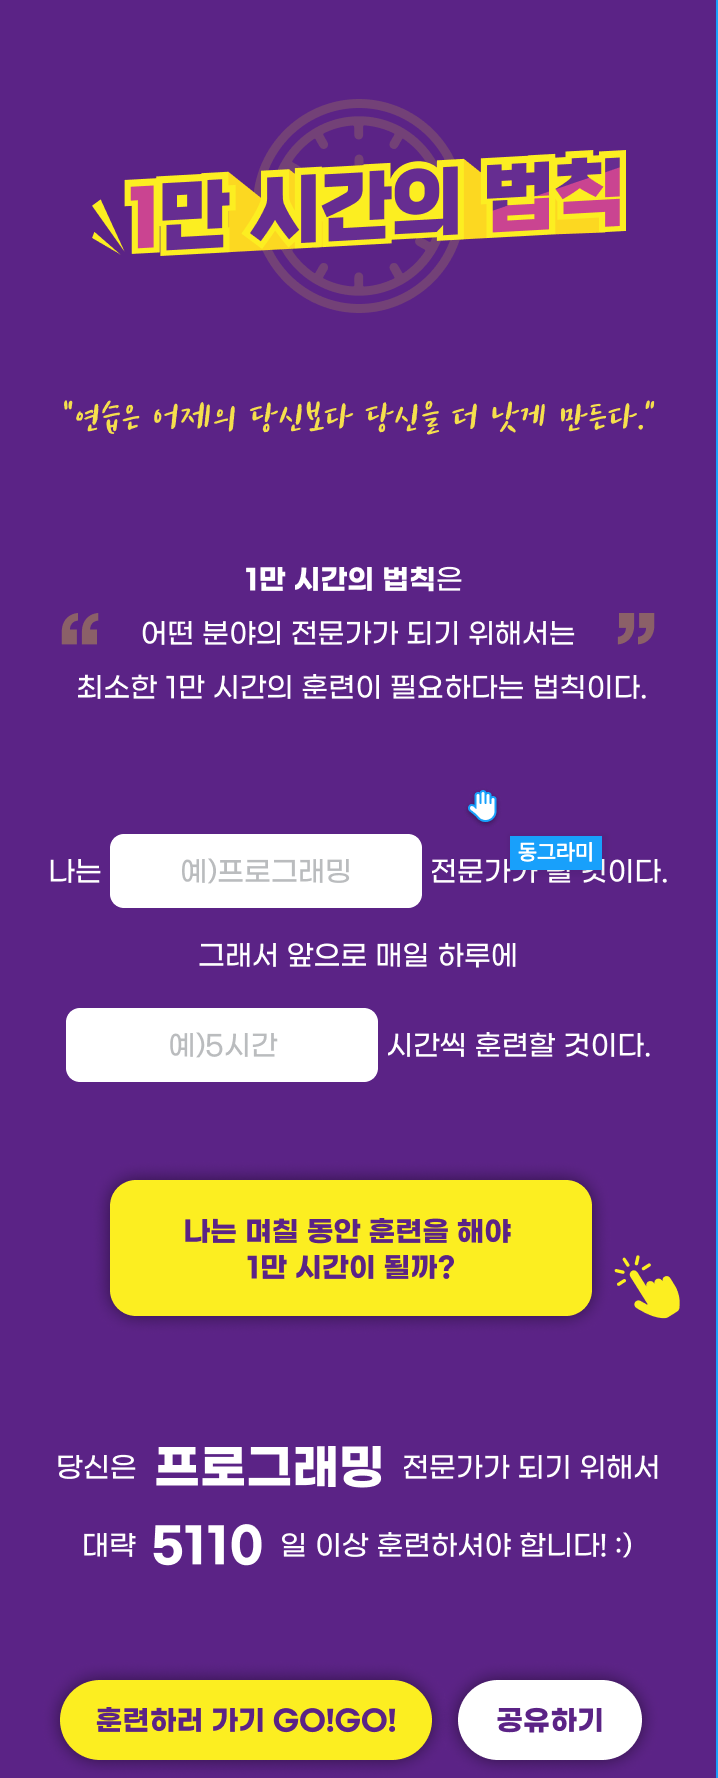 1만 시간의 법칙
"연습은 어제의 당신보다 당신을 더 낫게 만든다."
1만 시간의 법칙은
“ 어떤 분야의 전문가가 되기 위해서는 ”
최소한 1만 시간의 훈련이 필요하다는 법칙이다.
동그라미
나는 예)프로그래밍 전문가가 될 것이다.
그래서 앞으로 매일 하루에
예)5시간 시간씩 훈련할 것이다.
나는 며칠 동안 훈련을 해야
1만 시간이 될까?
당신은 프로그래밍 전문가가 되기 위해서
대략 5110 일 이상 훈련하셔야 합니다! :)
훈련하러 가기 GO!GO! 공유하기